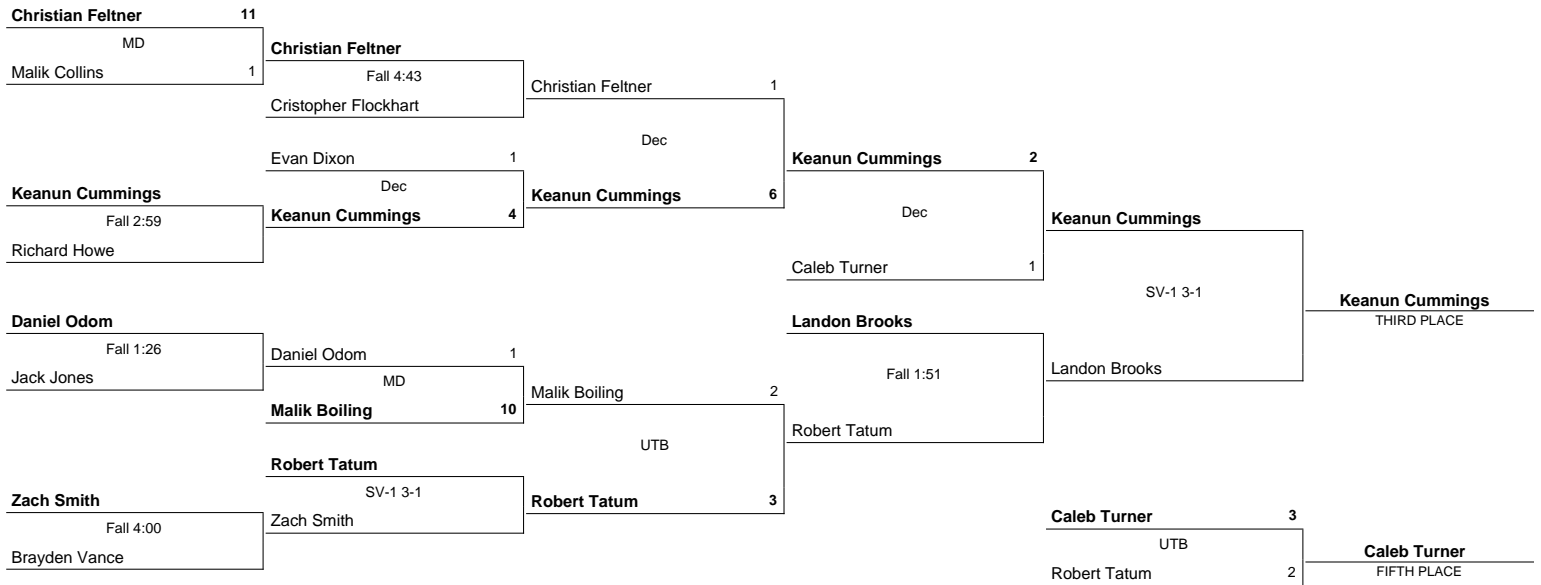 Christian Feltner 11
MD
Malik Collins 1
Keanun Cummings
Fall 2:59
Richard Howe
Daniel Odom
Fall 1:26
Jack Jones
Zach Smith
Fall 4:00
Brayden Vance
Christian Feltner
Fall 4:43
Cristopher Flockhart
Evan Dixon 1
Dec
Keanun Cummings 4
Daniel Odom 1
MD
Malik Boiling 10
Robert Tatum
SV-1 3-1
Zach Smith
Christian Feltner 1
Dec
Keanun Cummings 6
Malik Boiling 2
UTB
Robert Tatum 3
Keanun Cummings 2
Dec
Caleb Turner 1
Landon Brooks
Fall 1:51
Robert Tatum
Keanun Cummings
SV-1 3-1
Landon Brooks
Keanun Cummings
THIRD PLACE
Caleb Turner 3
UTB
Robert Tatum 2
Caleb Turner
FIFTH PLACE